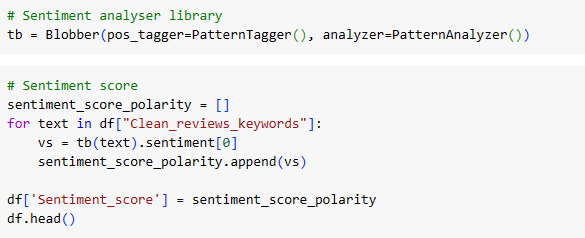 # Sentiment analyser library
tb = Blobber(pos_tagger=PatternTagger(), analyzer=PatternAnalyzer())
# Sentiment score
sentiment_score_polarity = []
for text in df["Clean_reviews_keywords"]:
    vs = tb(text).sentiment[0]
    sentiment_score_polarity.append(vs)
df['Sentiment_score'] = sentiment_score_polarity
df.head()